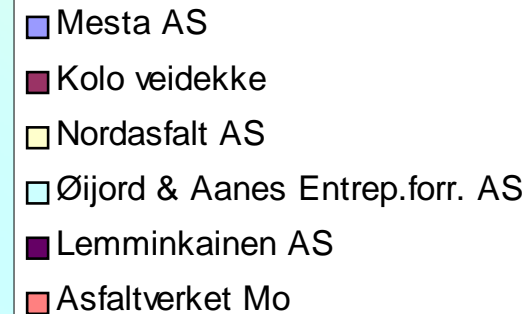 Mesta AS
Kolo veidekke
Nordasfalt AS
Øijord & Aanes Entrep.forr. AS
Lemminkainen AS
Asfaltverket Mo